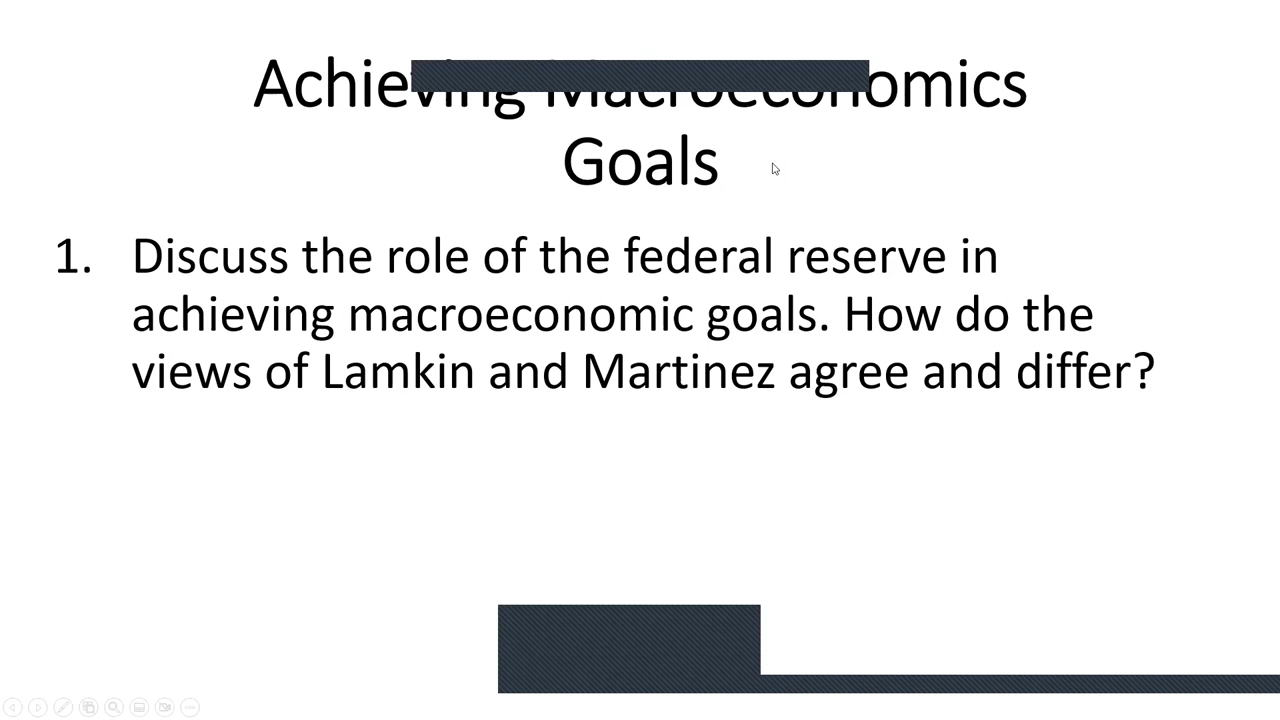 Achieving Macroeconomics
Goals
1. Discuss the role of the federal reserve in
achieving macroeconomic goals. How do the
views of Lamkin and Martinez agree and differ?